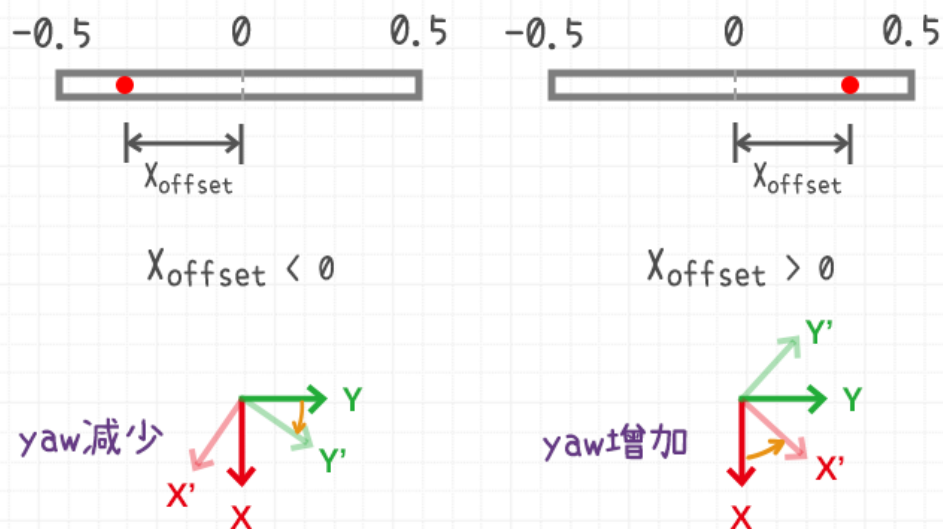 -0.5 0 0.5
Xoffset
Xoffset < 0
Y
yaw减少
Y'
X'
X
-0.5 0 0.5
Xoffset
Xoffset > 0
Y'
Y
yaw增加
X'
X